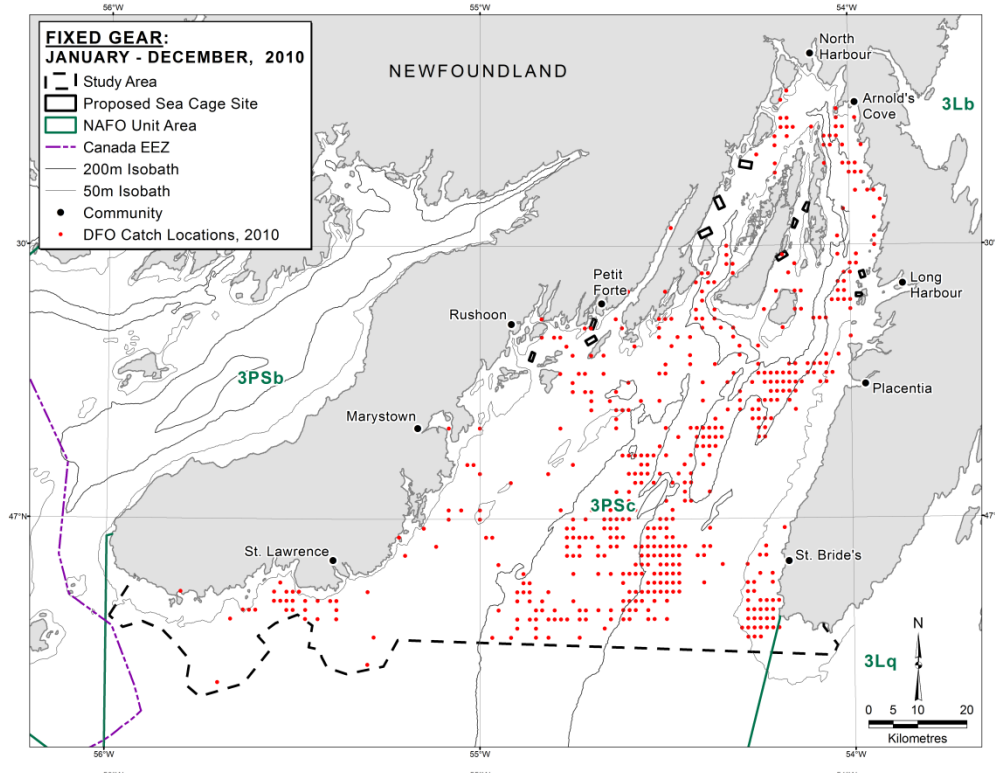 56°W
55°W
54°W
FIXED GEAR:
JANUARY - DECEMBER, 2010
Study Area
Proposed Sea Cage Site
NAFO Unit Area
Canada EEZ
200m Isobath
50m Isobath
Community
DFO Catch Locations, 2010
NEWFOUNDLAND
North
Harbour
Arnold's
Cove
3Lb
30'
30'
Long
Harbour
Petit
Forte
Rushoon
3PSb
Placentia
Marystown
47°N
3PSc
47°
St. Lawrence
St. Bride's
N
3Lq
0 5 10 20
Kilometres
56°W
55°W
54°W